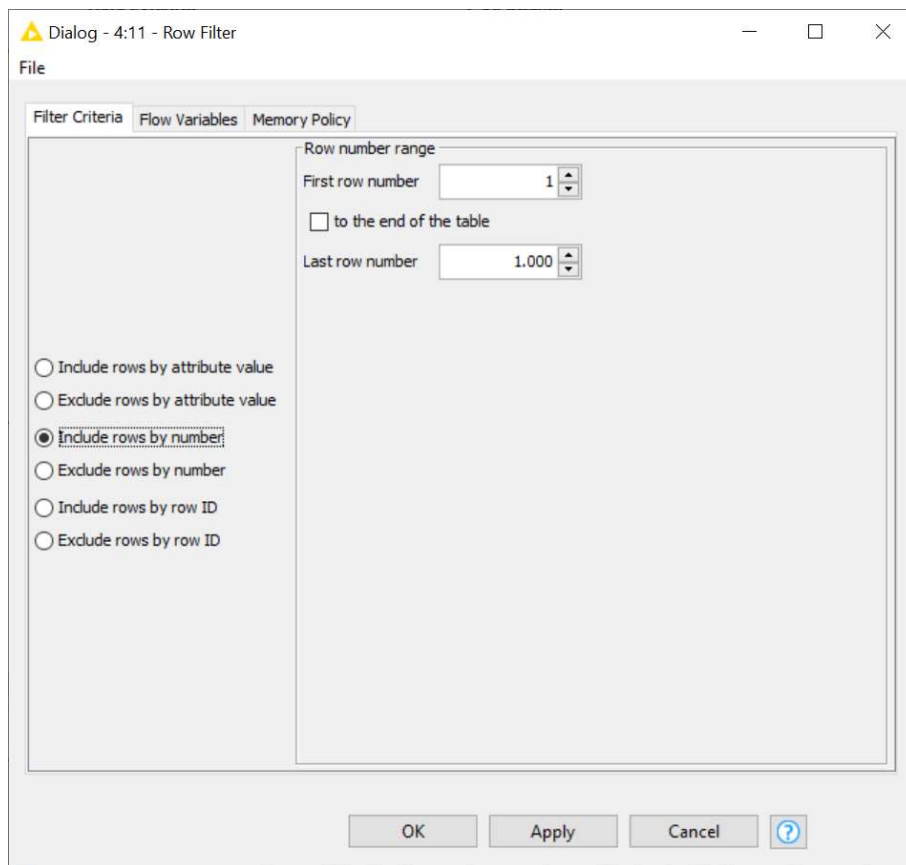 Dialog - 4:11 - Row Filter
File
Filter Criteria Flow Variables Memory Policy
Row number range
First row number 1
to the end of the table
Last row number 1.000
Include rows by attribute value
Exclude rows by attribute value
Include rows by number
Exclude rows by number
Include rows by row ID
Exclude rows by row ID
OK Apply Cancel ?